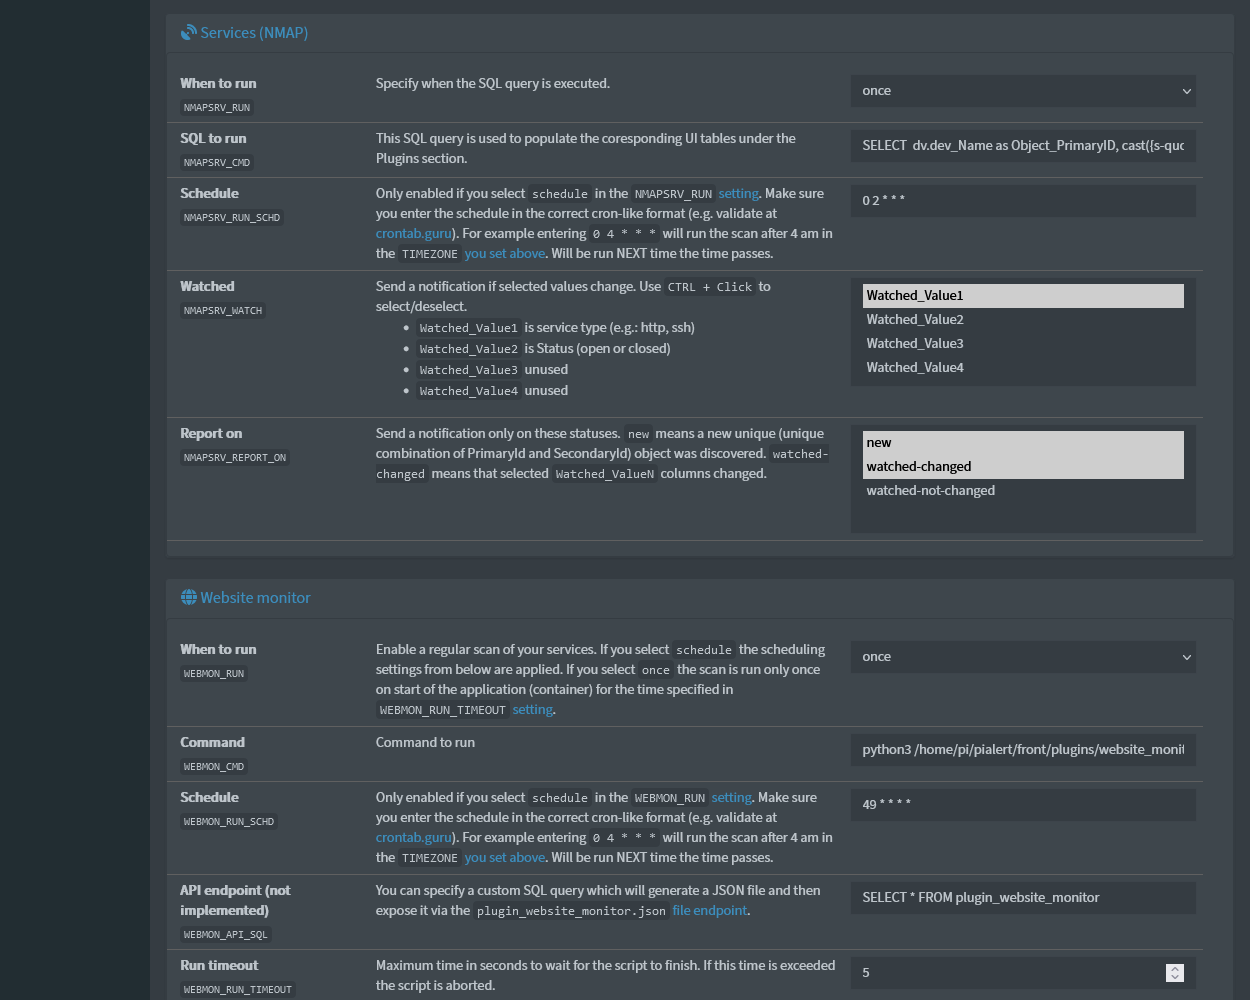 Services (NMAP)
When to run
NMAPSRV_RUN
Specify when the SQL query is executed.
once
SQL to run
NMAPSRV_CMD
This SQL query is used to populate the coresponding UI tables under the
Plugins section.
SELECT  dv.dev_Name as Object_PrimaryID, cast({s-quo
Schedule
NMAPSRV_RUN_SCHD
Only enabled if you select schedule in the NMAPSRV_RUN setting. Make sure
you enter the schedule in the correct cron-like format (e.g. validate at
crontab.guru). For example entering 0 4 * * * will run the scan after 4 am in
the TIMEZONE you set above. Will be run NEXT time the time passes.
0 2 * * *
Watched
NMAPSRV_WATCH
Send a notification if selected values change. Use CTRL + Click to
select/deselect.
• Watched_Value1 is service type (e.g.: http, ssh)
• Watched_Value2 is Status (open or closed)
• Watched_Value3 unused
• Watched_Value4 unused
Watched_Value1
Watched_Value2
Watched_Value3
Watched_Value4
Report on
NMAPSRV_REPORT_ON
Send a notification only on these statuses. new means a new unique (unique
combination of PrimaryId and SecondaryId) object was discovered. watched-
changed means that selected Watched_ValueN columns changed.
new
watched-changed
watched-not-changed
Website monitor
When to run
WEBMON_RUN
Enable a regular scan of your services. If you select schedule the scheduling
settings from below are applied. If you select once the scan is run only once
on start of the application (container) for the time specified in
WEBMON_RUN_TIMEOUT setting.
once
Command
WEBMON_CMD
Command to run
python3 /home/pi/pialert/front/plugins/website_monit
Schedule
WEBMON_RUN_SCHD
Only enabled if you select schedule in the WEBMON_RUN setting. Make sure
you enter the schedule in the correct cron-like format (e.g. validate at
crontab.guru). For example entering 0 4 * * * will run the scan after 4 am in
the TIMEZONE you set above. Will be run NEXT time the time passes.
49 * * * *
API endpoint (not
implemented)
WEBMON_API_SQL
You can specify a custom SQL query which will generate a JSON file and then
expose it via the plugin_website_monitor.json file endpoint.
SELECT * FROM plugin_website_monitor
Run timeout
WEBMON_RUN_TIMEOUT
Maximum time in seconds to wait for the script to finish. If this time is exceeded
the script is aborted.
5